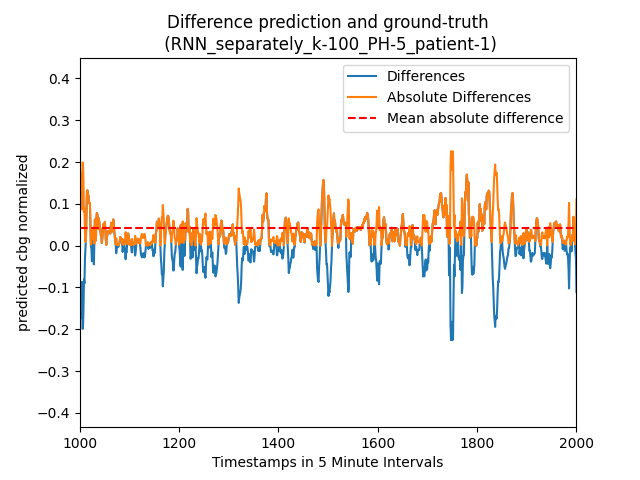 Difference prediction and ground-truth
(RNN_separately_k-100_PH-5_patient-1)
Differences
Absolute Differences
Mean absolute difference
predicted cbg normalized
0.4
0.3
0.2
0.1
0.0
−0.1
−0.2
−0.3
−0.4
1000 1200 1400 1600 1800 2000
Timestamps in 5 Minute Intervals